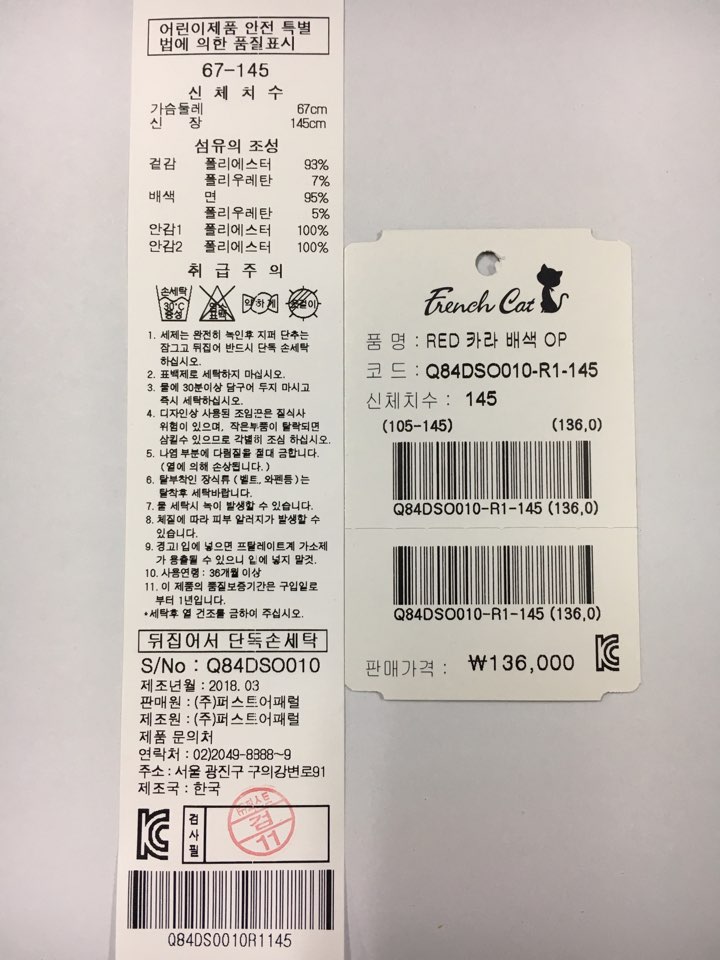 어린이제품 안전 특별
법에 의한 품질표시
67-145
신 체 치 수
가슴둘레 67cm
신 장 145cm
섬유의 조성
겉감 폴리에스터 93%
폴리우레탄 7%
배색 면 95%
폴리우레탄 5%
안감1 폴리에스터 100%
안감2 폴리에스터 100%
취 급 주 의
손세탁 30°C 중성 염소 표백 약하게
1. 세제는 완전히 녹인후 지퍼 단추는
잠그고 뒤집어 반드시 단독 손세탁
하십시오.
2. 표백제로 세탁하지 마십시오.
3. 물에 30분이상 담구어 두지 마시고
즉시 세탁하십시오.
4. 디자인상 사용된 조임끈은 질식사
위험이 있으며, 작은부품이 탈락되면
삼킬수 있으므로 각별히 조심 하십시오.
5. 나염 부분에 다림질을 절대 금합니다.
(열에 의해 손상됩니다.)
6. 탈부착인 장식류 (벨트, 와펜등)는
탈착후 세탁바랍니다.
7. 물 세탁시 녹이 발생할 수 있습니다.
8. 체질에 따라 피부 알러지가 발생할 수
있습니다.
9. 경고! 입에 넣으면 프탈레이트계 가소제
가 용출될 수 있으니 입에 넣지 말것.
10. 사용연령 : 36개월 이상
11. 이 제품의 품질보증기간은 구입일로
부터 1년입니다.
*세탁후 열 건조를 금하여 주십시오.
뒤집어서 단독손세탁
S/No : Q84DSO010
제조년월 : 2018. 03
판매원 : (주)퍼스트어패럴
제조원 : (주)퍼스트어패럴
제품 문의처
연락처 : 02)2049-8388~9
주소 : 서울 광진구 구의강변로91
제조국 : 한국
검사필
검
11
Q84DSO010R1145
French Cat
품 명 : RED 카라 배색 OP
코 드 : Q84DSO010-R1-145
신체치수 : 145
(105-145) (136,0)
Q84DSO010-R1-145 (136,0)
Q84DSO010-R1-145 (136,0)
판매가격 : ₩136,000